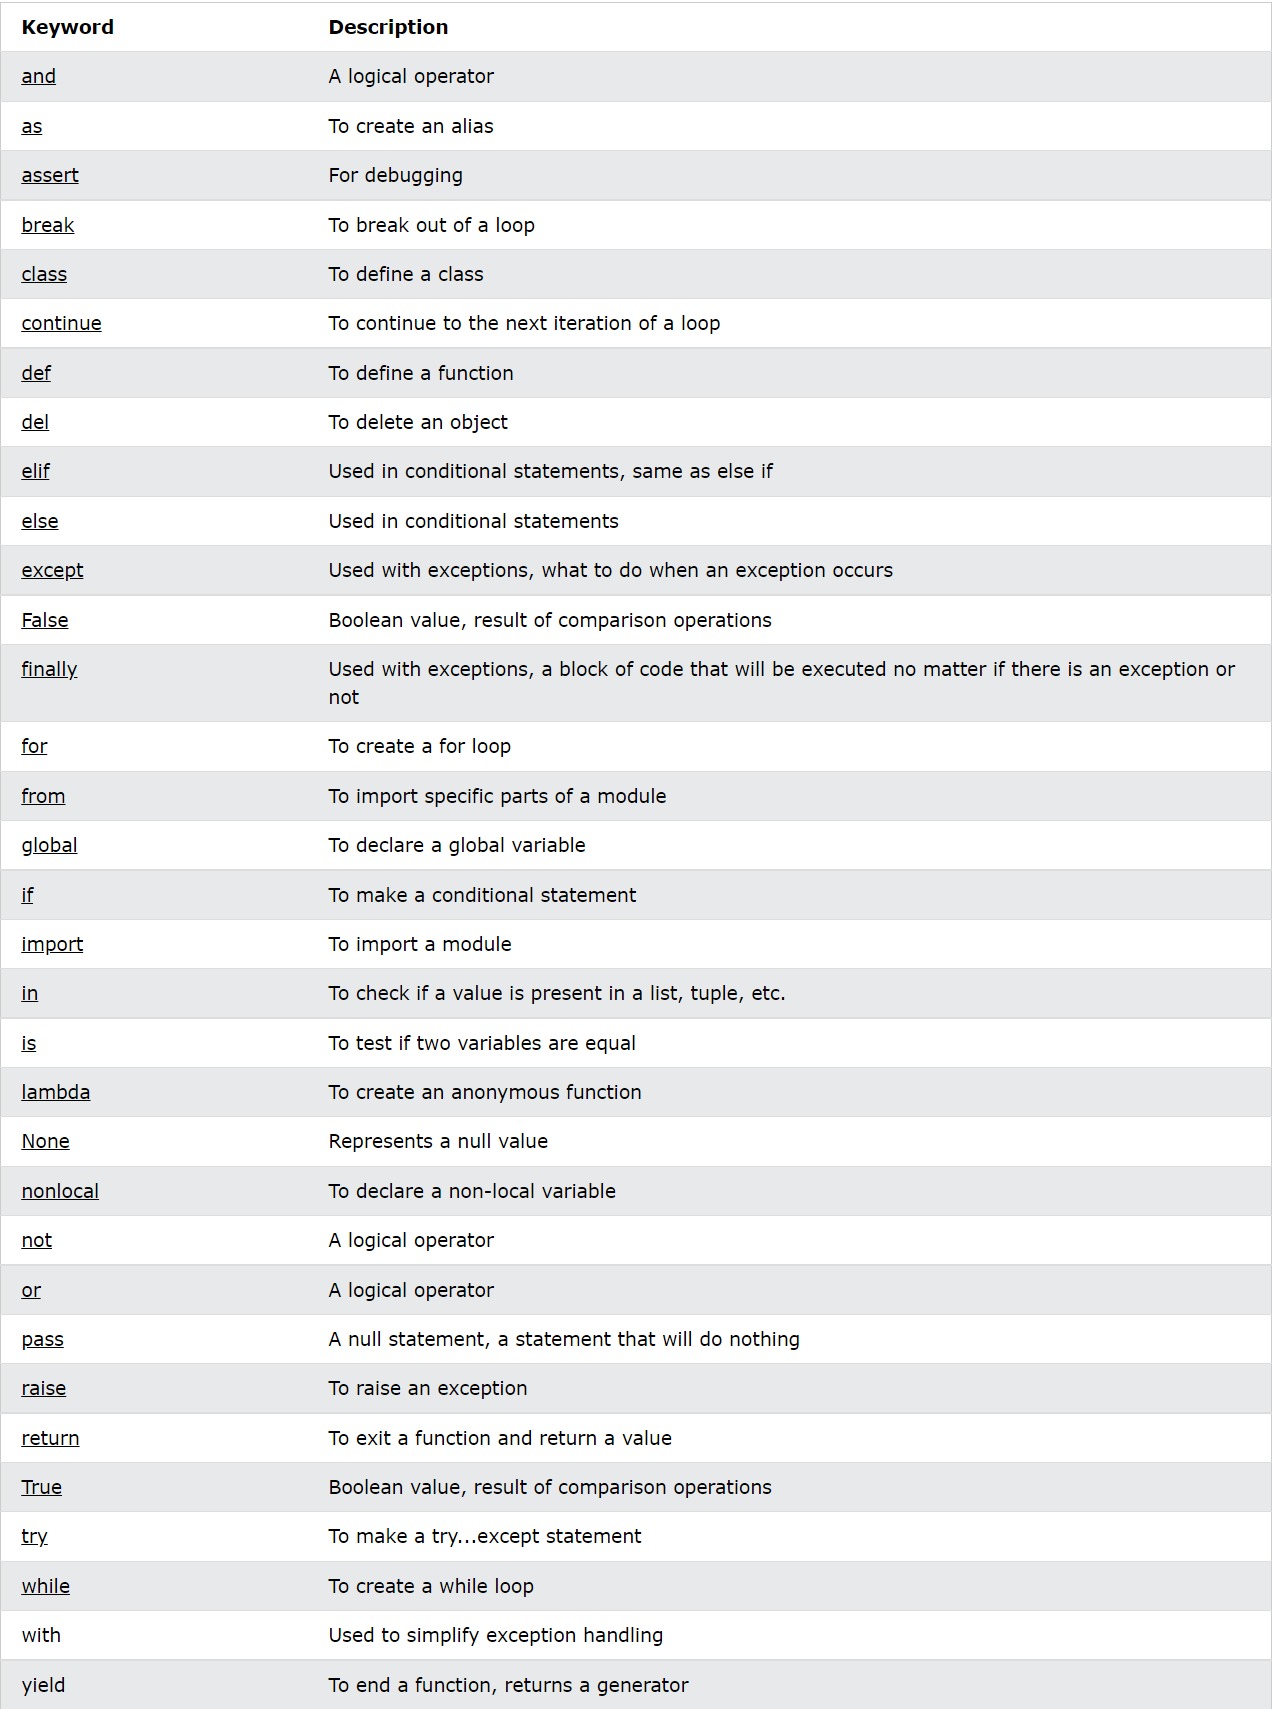 Keyword Description
and A logical operator
as To create an alias
assert For debugging
break To break out of a loop
class To define a class
continue To continue to the next iteration of a loop
def To define a function
del To delete an object
elif Used in conditional statements, same as else if
else Used in conditional statements
except Used with exceptions, what to do when an exception occurs
False Boolean value, result of comparison operations
finally Used with exceptions, a block of code that will be executed no matter if there is an exception or
not
for To create a for loop
from To import specific parts of a module
global To declare a global variable
if To make a conditional statement
import To import a module
in To check if a value is present in a list, tuple, etc.
is To test if two variables are equal
lambda To create an anonymous function
None Represents a null value
nonlocal To declare a non-local variable
not A logical operator
or A logical operator
pass A null statement, a statement that will do nothing
raise To raise an exception
return To exit a function and return a value
True Boolean value, result of comparison operations
try To make a try...except statement
while To create a while loop
with Used to simplify exception handling
yield To end a function, returns a generator